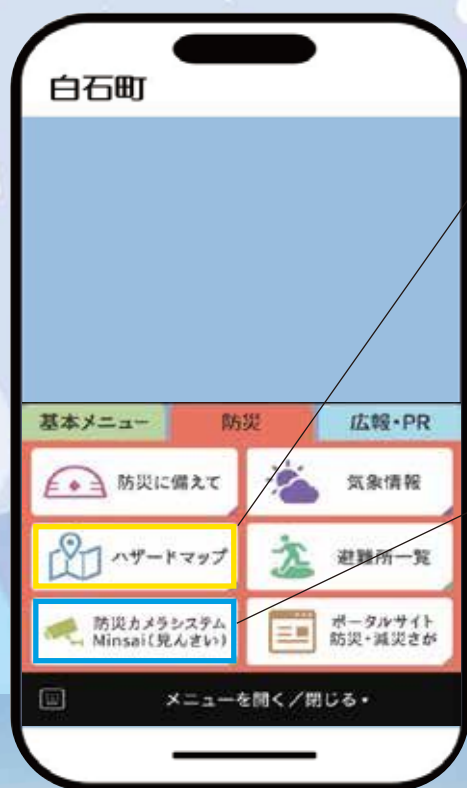 白石町
基本メニュー
防災
広報・PR
防災に備えて
気象情報
ハザードマップ
避難所一覧
防災カメラシステム
Minsai(見んさい)
ポータルサイト
防災・減災さが
メニューを開く/閉じる・